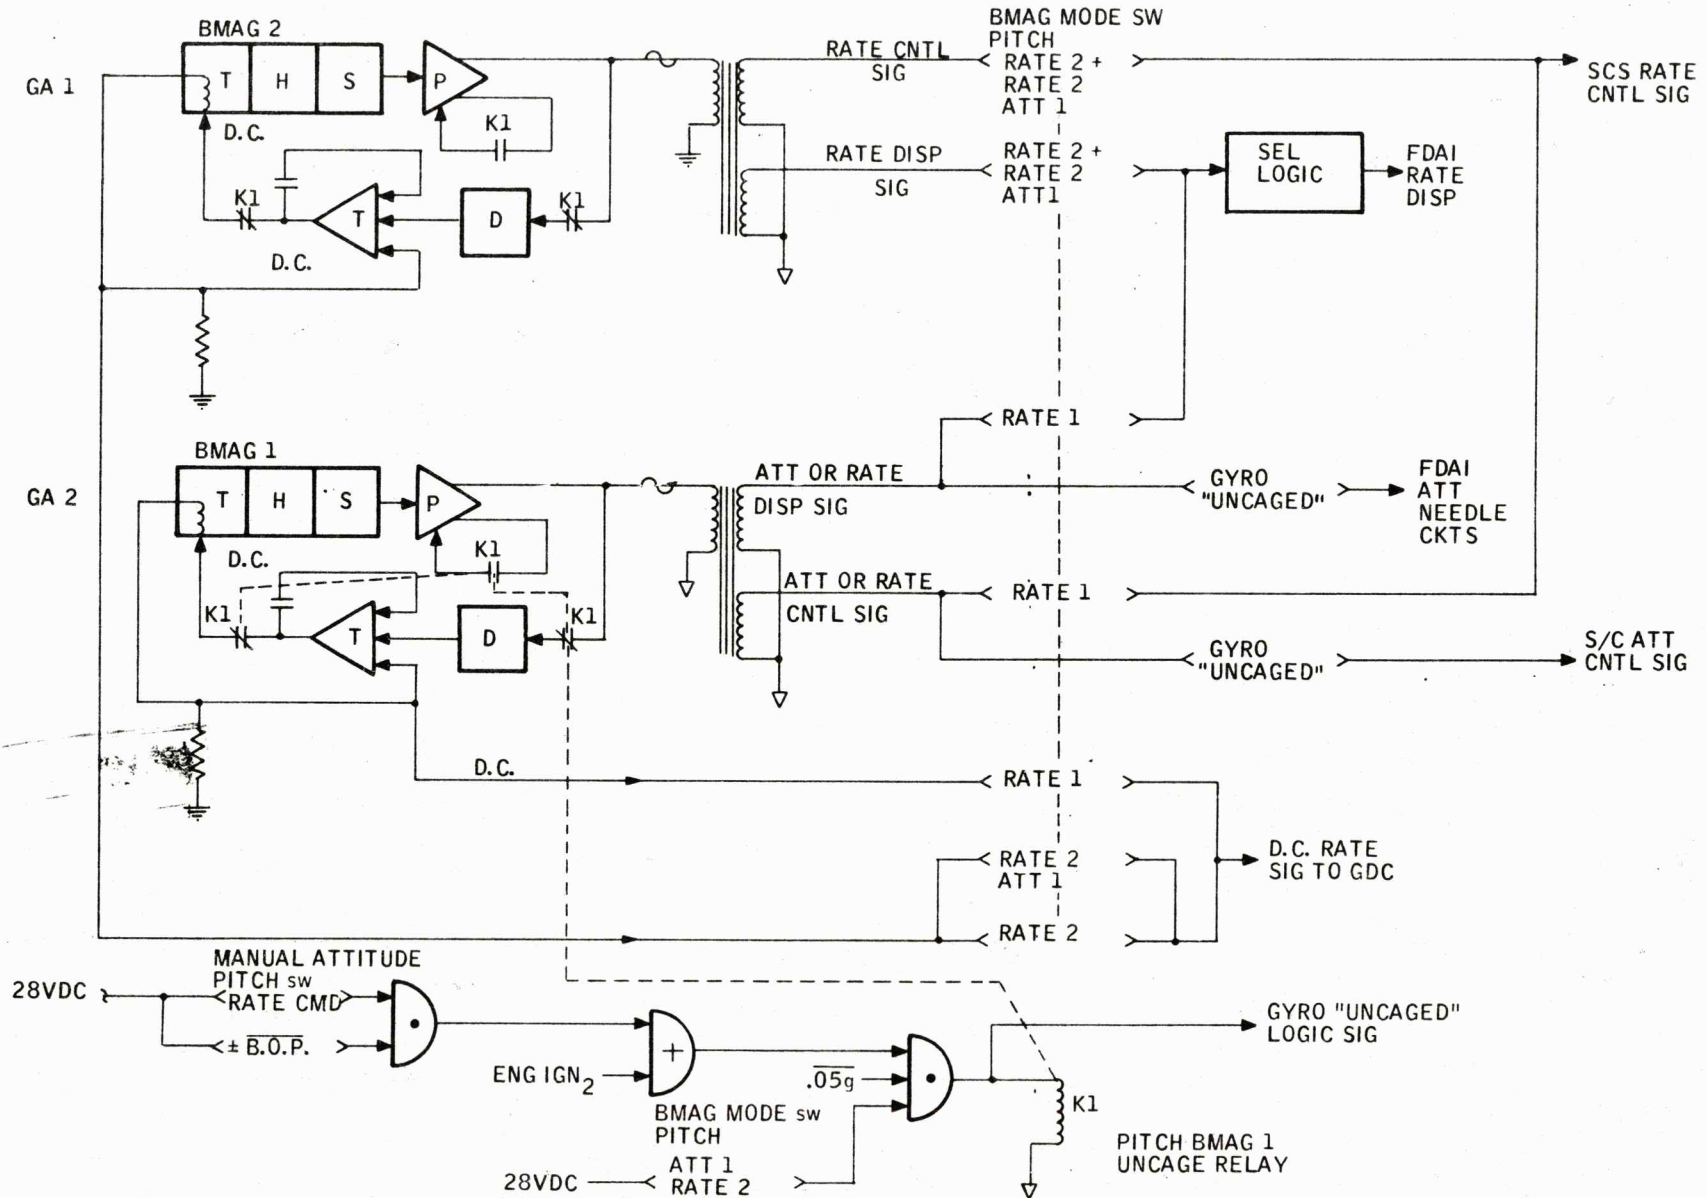 BMAG 2
GA 1
T H S
P
K1
D.C.
K1
T
D
K1
D.C.
RATE CNTL
SIG
RATE DISP
SIG
BMAG MODE SW
PITCH
RATE 2 +
RATE 2
ATT 1
RATE 2 +
RATE 2
ATT1
SEL
LOGIC
FDAI
RATE
DISP
SCS RATE
CNTL SIG
RATE 1
BMAG 1
GA 2
T H S
P
K1
D.C.
K1
T
D
K1
ATT OR RATE
DISP SIG
GYRO
"UNCAGED"
FDAI
ATT
NEEDLE
CKTS
ATT OR RATE
CNTL SIG
RATE 1
GYRO
"UNCAGED"
S/C ATT
CNTL SIG
D.C.
RATE 1
RATE 2
ATT 1
D.C. RATE
SIG TO GDC
RATE 2
MANUAL ATTITUDE
PITCH SW
28VDC
RATE CMD
± B.O.P.
•
ENG IGN2
+
.05g
•
GYRO "UNCAGED"
LOGIC SIG
BMAG MODE SW
PITCH
28VDC
ATT 1
RATE 2
K1
PITCH BMAG 1
UNCAGE RELAY